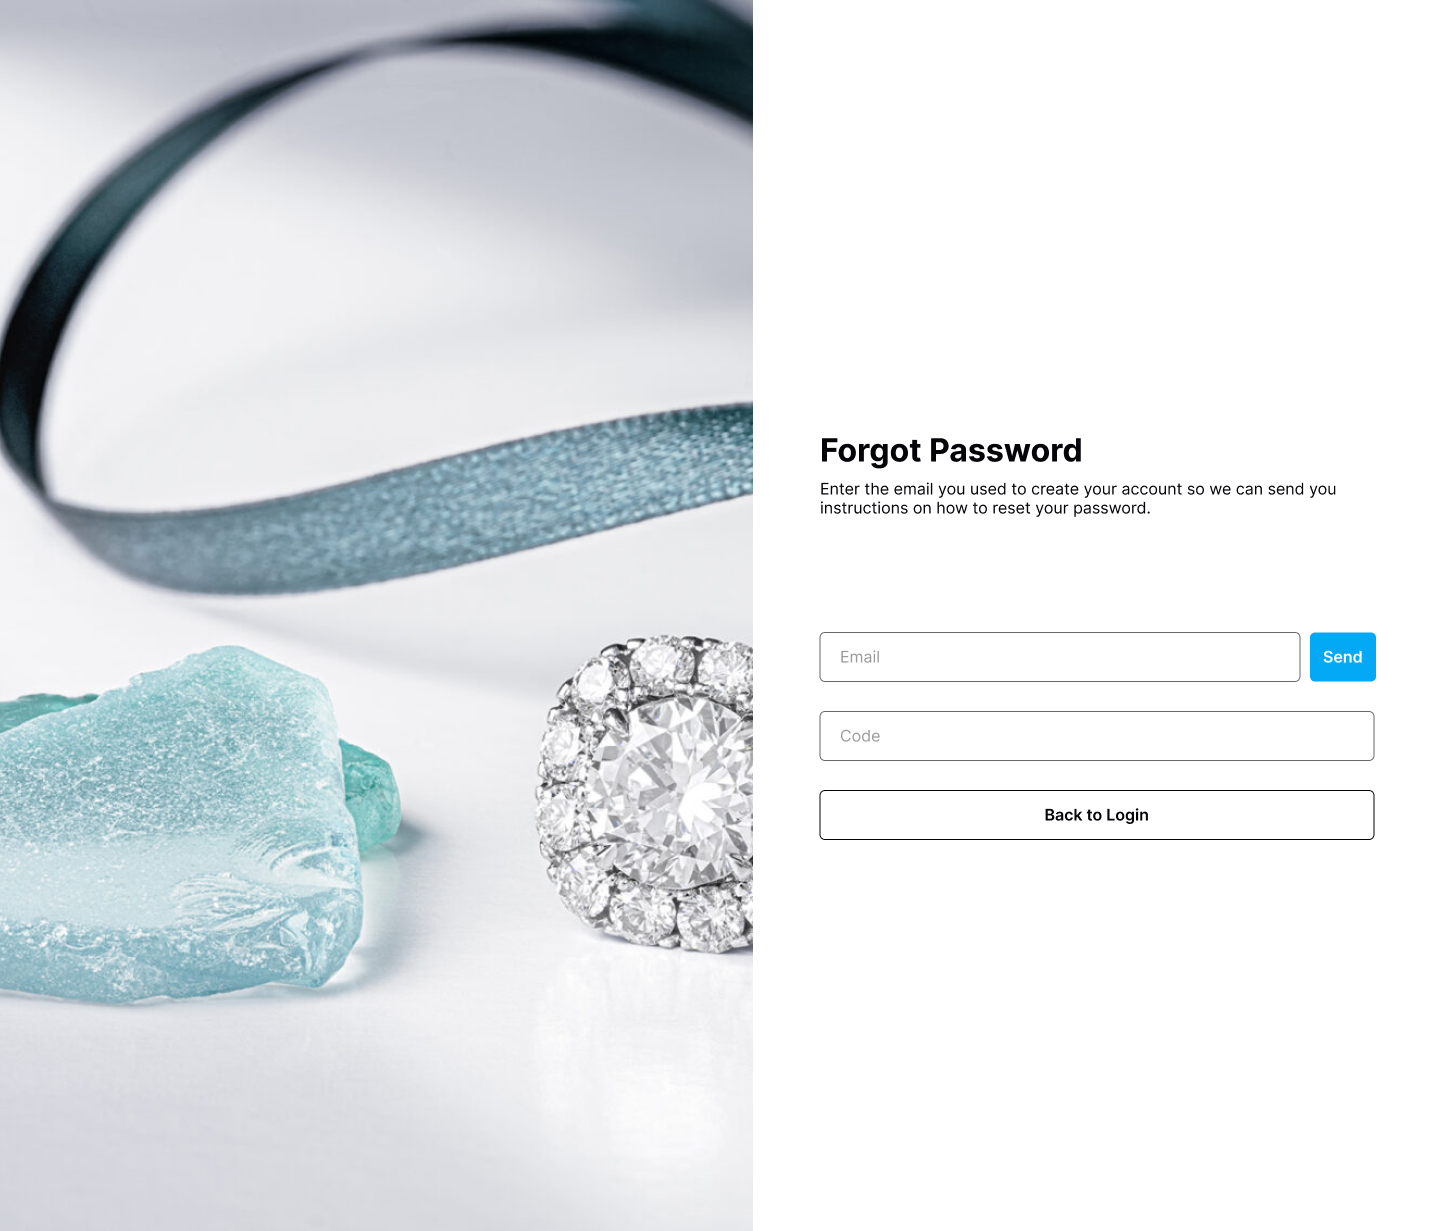 Forgot Password
Enter the email you used to create your account so we can send you
instructions on how to reset your password.
Email
Send
Code
Back to Login